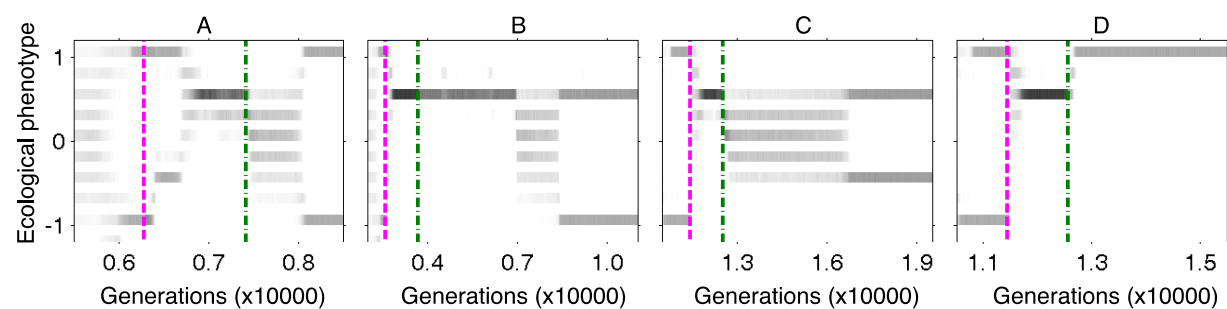 A B C D
Ecological phenotype
1
0
-1
0.6 0.7 0.8 0.4 0.7 1.0 1.3 1.6 1.9 1.1 1.3 1.5
Generations (x10000) Generations (x10000) Generations (x10000) Generations (x10000)